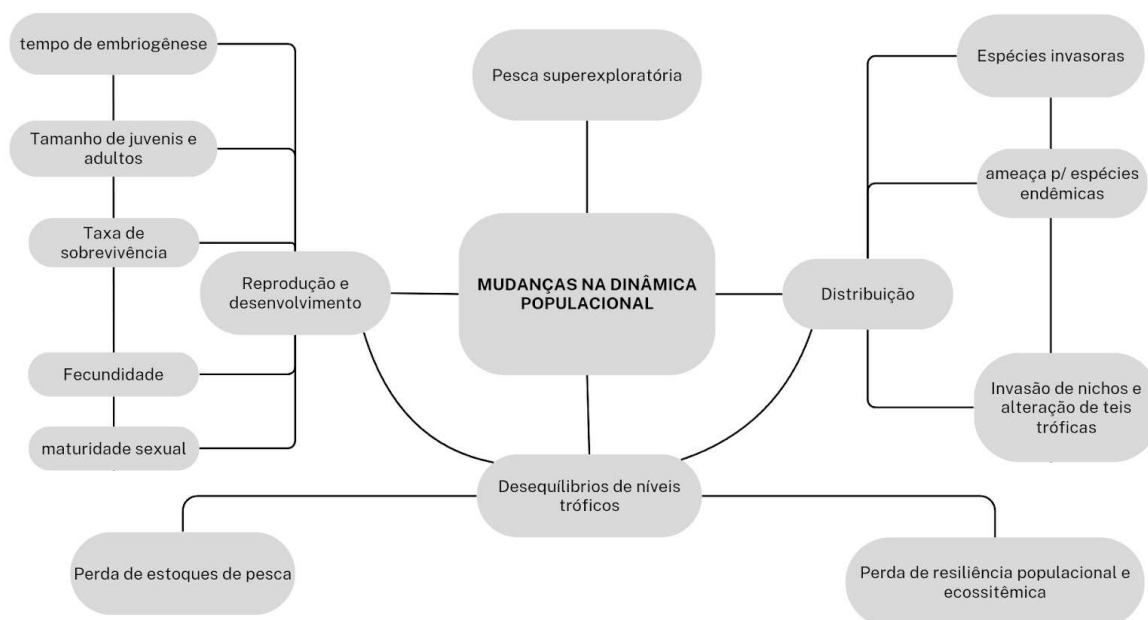 tempo de embriogênese
Tamanho de juvenis e
adultos
Taxa de
sobrevivência
Fecundidade
maturidade sexual
Reprodução e
desenvolvimento
Pesca superexploratória
MUDANÇAS NA DINÂMICA
POPULACIONAL
Distribuição
Espécies invasoras
ameaça p/ espécies
endêmicas
Invasão de nichos e
alteração de teis
tróficas
Desequílibrios de níveis
tróficos
Perda de estoques de pesca
Perda de resiliência populacional e
ecossitêmica